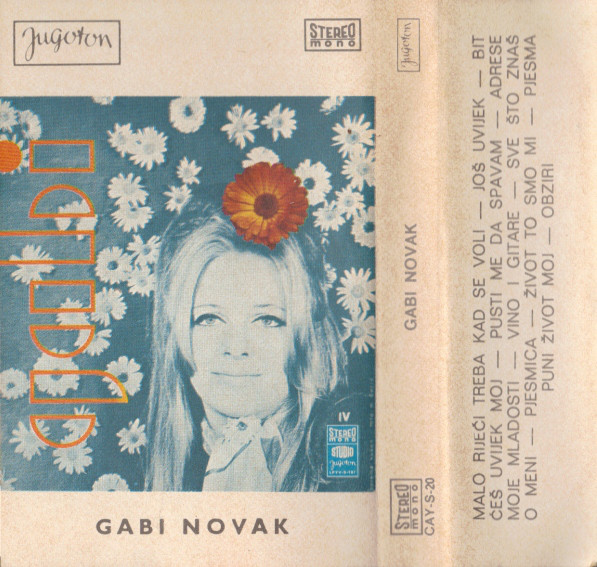 Jugoton
STEREO
mono
IV
STEREO
mono
STUDIO
Jugoton
GABI NOVAK
Jugoton
GABI NOVAK
STEREO
mono
CAY-S-20
MALO RIJEČI TREBA KAD SE VOLI — JOŠ UVIJEK — BIT
ĆEŠ UVIJEK MOJ — PUSTI ME DA SPAVAM — ADRESE
MOJE MLADOSTI — VINO I GITARE — SVE ŠTO ZNAŠ
O MENI — PJESMICA — ŽIVOT TO SMO MI — PJESMA
PUNI ŽIVOT MOJ — OBZIRI